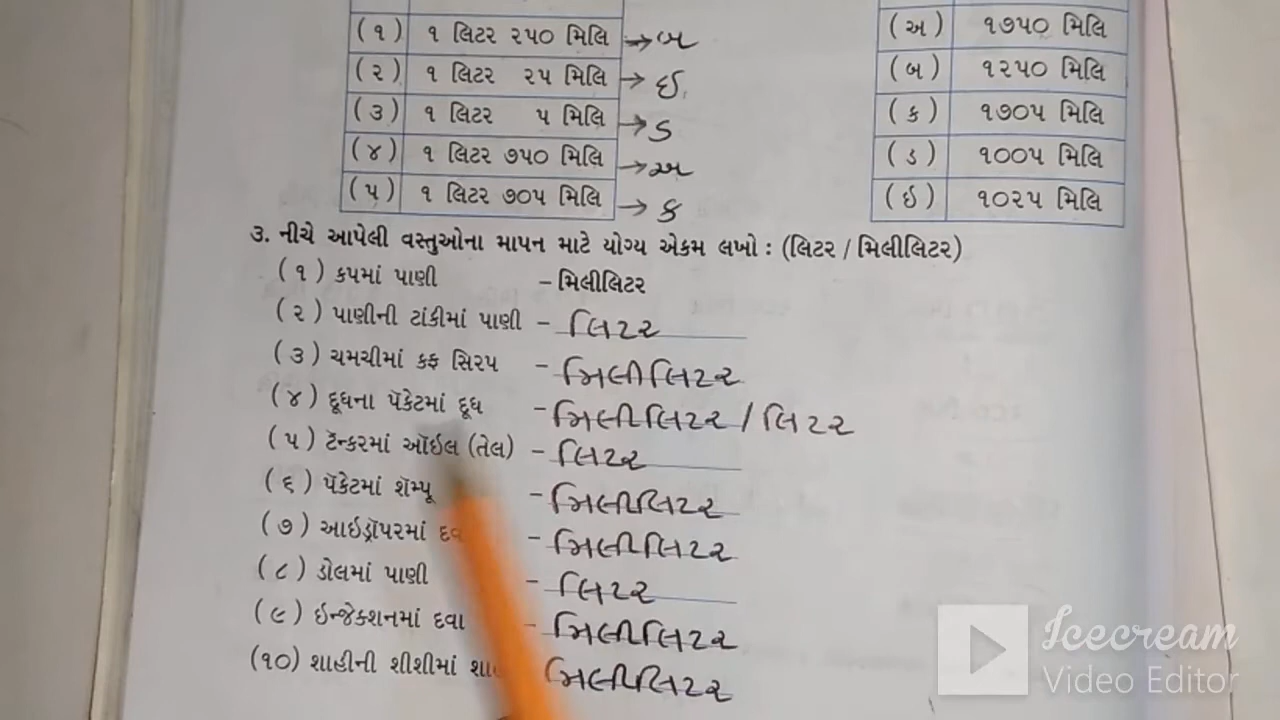 (૧) ૧ લિટર ૨૫૦ મિલિ → બ (અ) ૧૭૫૦ મિલિ
(૨) ૧ લિટર ૨૫ મિલિ → ઈ (બ) ૧૨૫૦ મિલિ
(૩) ૧ લિટર ૫ મિલિ → ડ (ક) ૧૭૦૫ મિલિ
(૪) ૧ લિટર ૭૫૦ મિલિ → અ (ડ) ૧૦૦૫ મિલિ
(૫) ૧ લિટર ૭૦૫ મિલિ → ક (ઇ) ૧૦૨૫ મિલિ
૩. નીચે આપેલી વસ્તુઓના માપન માટે યોગ્ય એકમ લખો : (લિટર / મિલીલિટર)
(૧) કપમાં પાણી – મિલીલિટર
(૨) પાણીની ટાંકીમાં પાણી – લિટર
(૩) ચમચીમાં કફ સિરપ – મિલીલિટર
(૪) દૂધના પૅકેટમાં દૂધ – મિલીલિટર / લિટર
(૫) ટૅન્કરમાં ઑઇલ (તેલ) – લિટર
(૬) પૅકેટમાં શૅમ્પૂ – મિલીલિટર
(૭) આઇડ્રૉપરમાં – મિલીલિટર
(૮) ડોલમાં પાણી – લિટર
(૯) ઇન્જેક્શનમાં દવા – મિલીલિટર
(૧૦) શાહીની શીશીમાં મિલીલિટર
Icecream
Video Editor